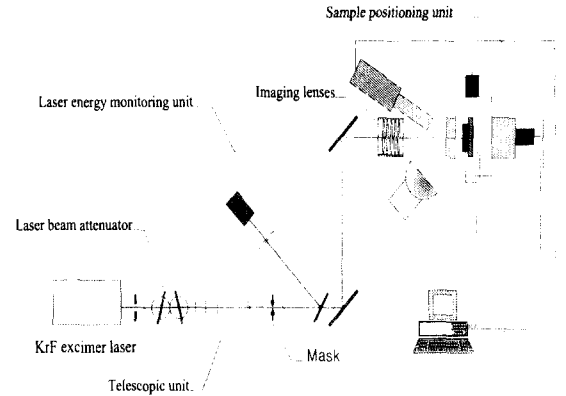 Sample positioning unit
Imaging lenses
Laser energy monitoring unit
Laser beam attenuator
KrF excimer laser
Mask
Telescopic unit